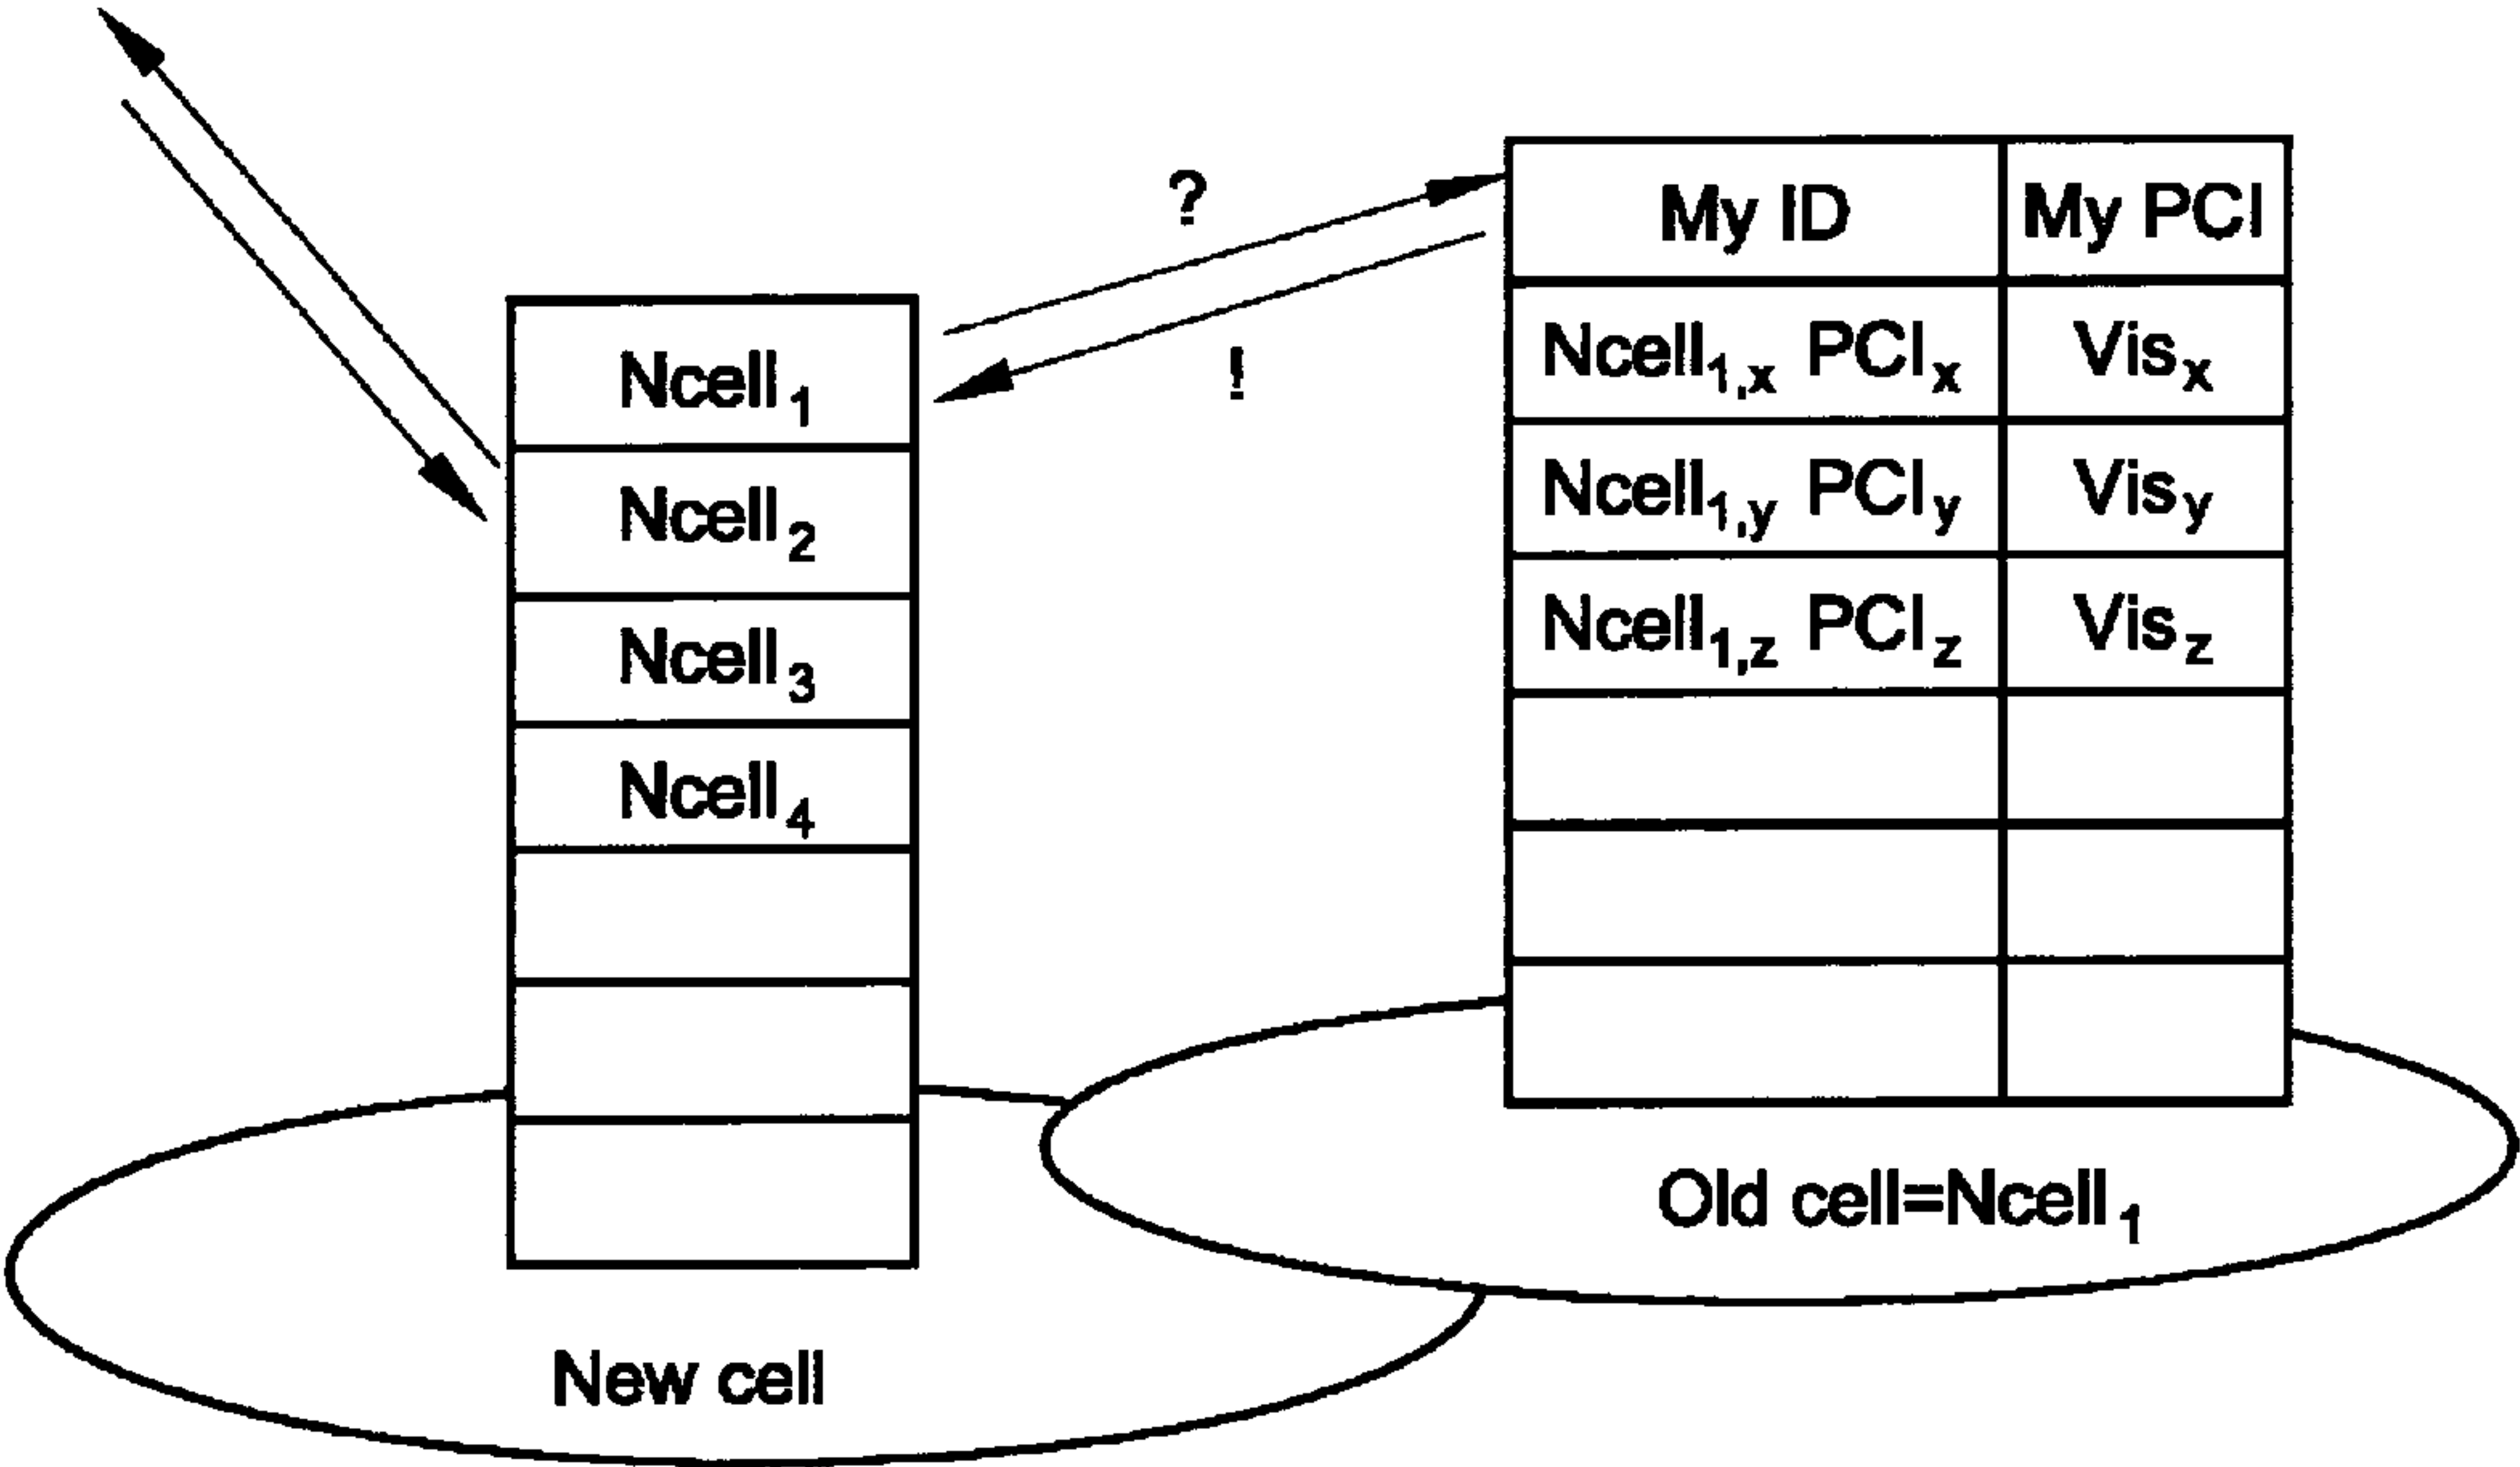 ?
!
My ID My PCI
Ncell1,x PCIx Visx
Ncell1,y PCIy Visy
Ncell1,z PCIz Visz
Ncell1
Ncell2
Ncell3
Ncell4
Old cell=Ncell1
New cell